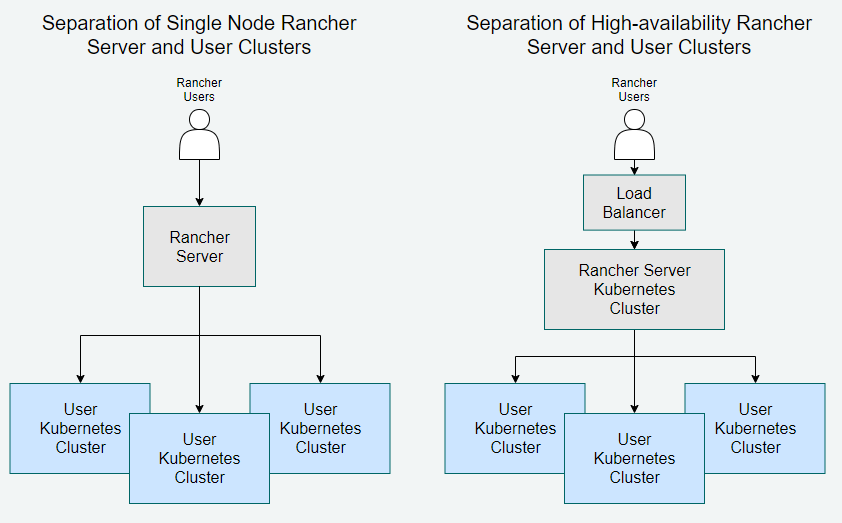 Separation of Single Node Rancher
Server and User Clusters
Rancher
Users
Rancher
Server
User
Kubernetes
Cluster
User
Kubernetes
Cluster
User
Kubernetes
Cluster
Separation of High-availability Rancher
Server and User Clusters
Rancher
Users
Load
Balancer
Rancher Server
Kubernetes
Cluster
User
Kubernetes
Cluster
User
Kubernetes
Cluster
User
Kubernetes
Cluster